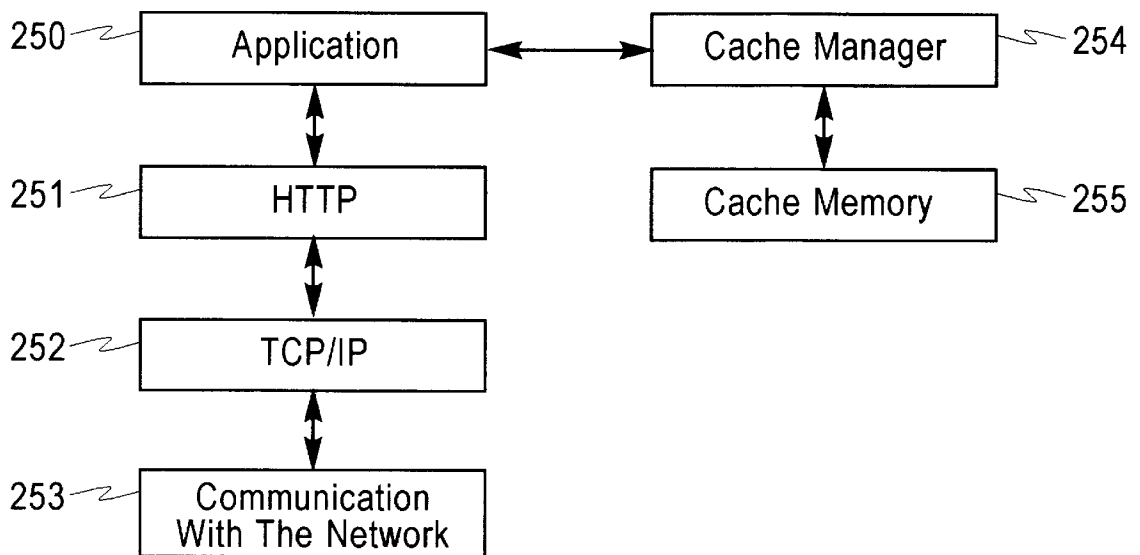 250
Application
Cache Manager
254
251
HTTP
Cache Memory
255
252
TCP/IP
253
Communication
With The Network